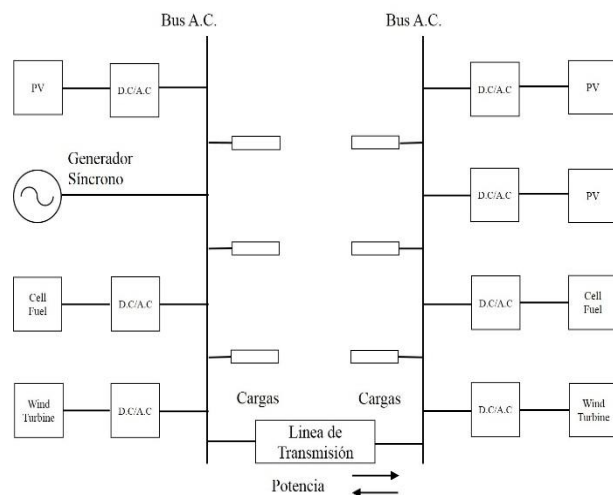 Bus A.C.
Bus A.C.
PV
D.C/A.C
D.C/A.C
PV
Generador
Síncrono
D.C/A.C
PV
Cell
Fuel
D.C/A.C
D.C/A.C
Cell
Fuel
Wind
Turbine
D.C/A.C
Cargas
Cargas
D.C/A.C
Wind
Turbine
Linea de
Transmisión
Potencia